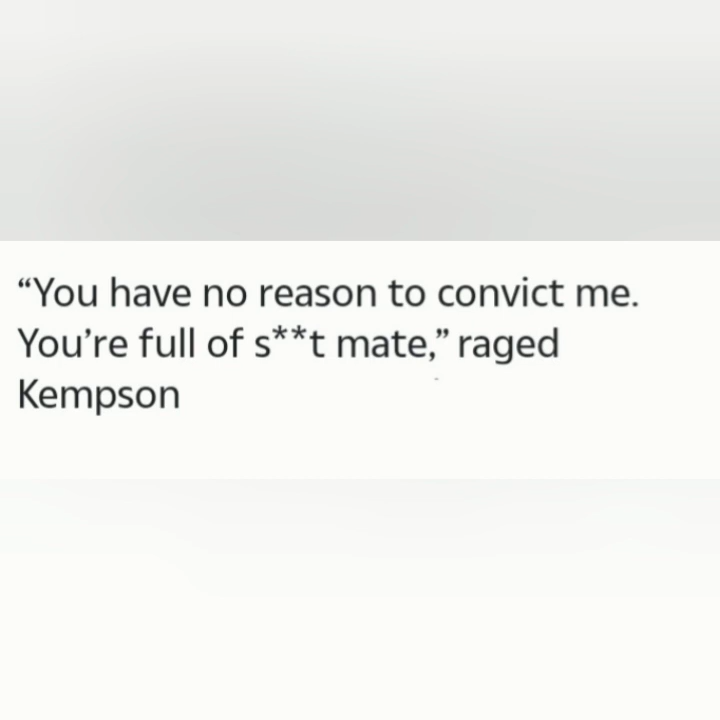 “You have no reason to convict me.
You’re full of s**t mate,” raged
Kempson